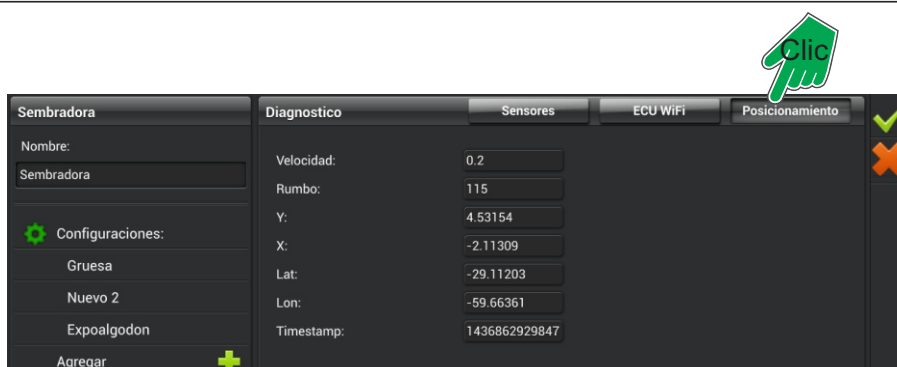 Clic
Sembradora
Diagnostico
Sensores
ECU WiFi
Posicionamiento
Nombre:
Sembradora
Configuraciones:
Gruesa
Nuevo 2
Expoalgodon
Agregar
Velocidad:
0.2
Rumbo:
115
Y:
4.53154
X:
-2.11309
Lat:
-29.11203
Lon:
-59.66361
Timestamp:
1436862929847